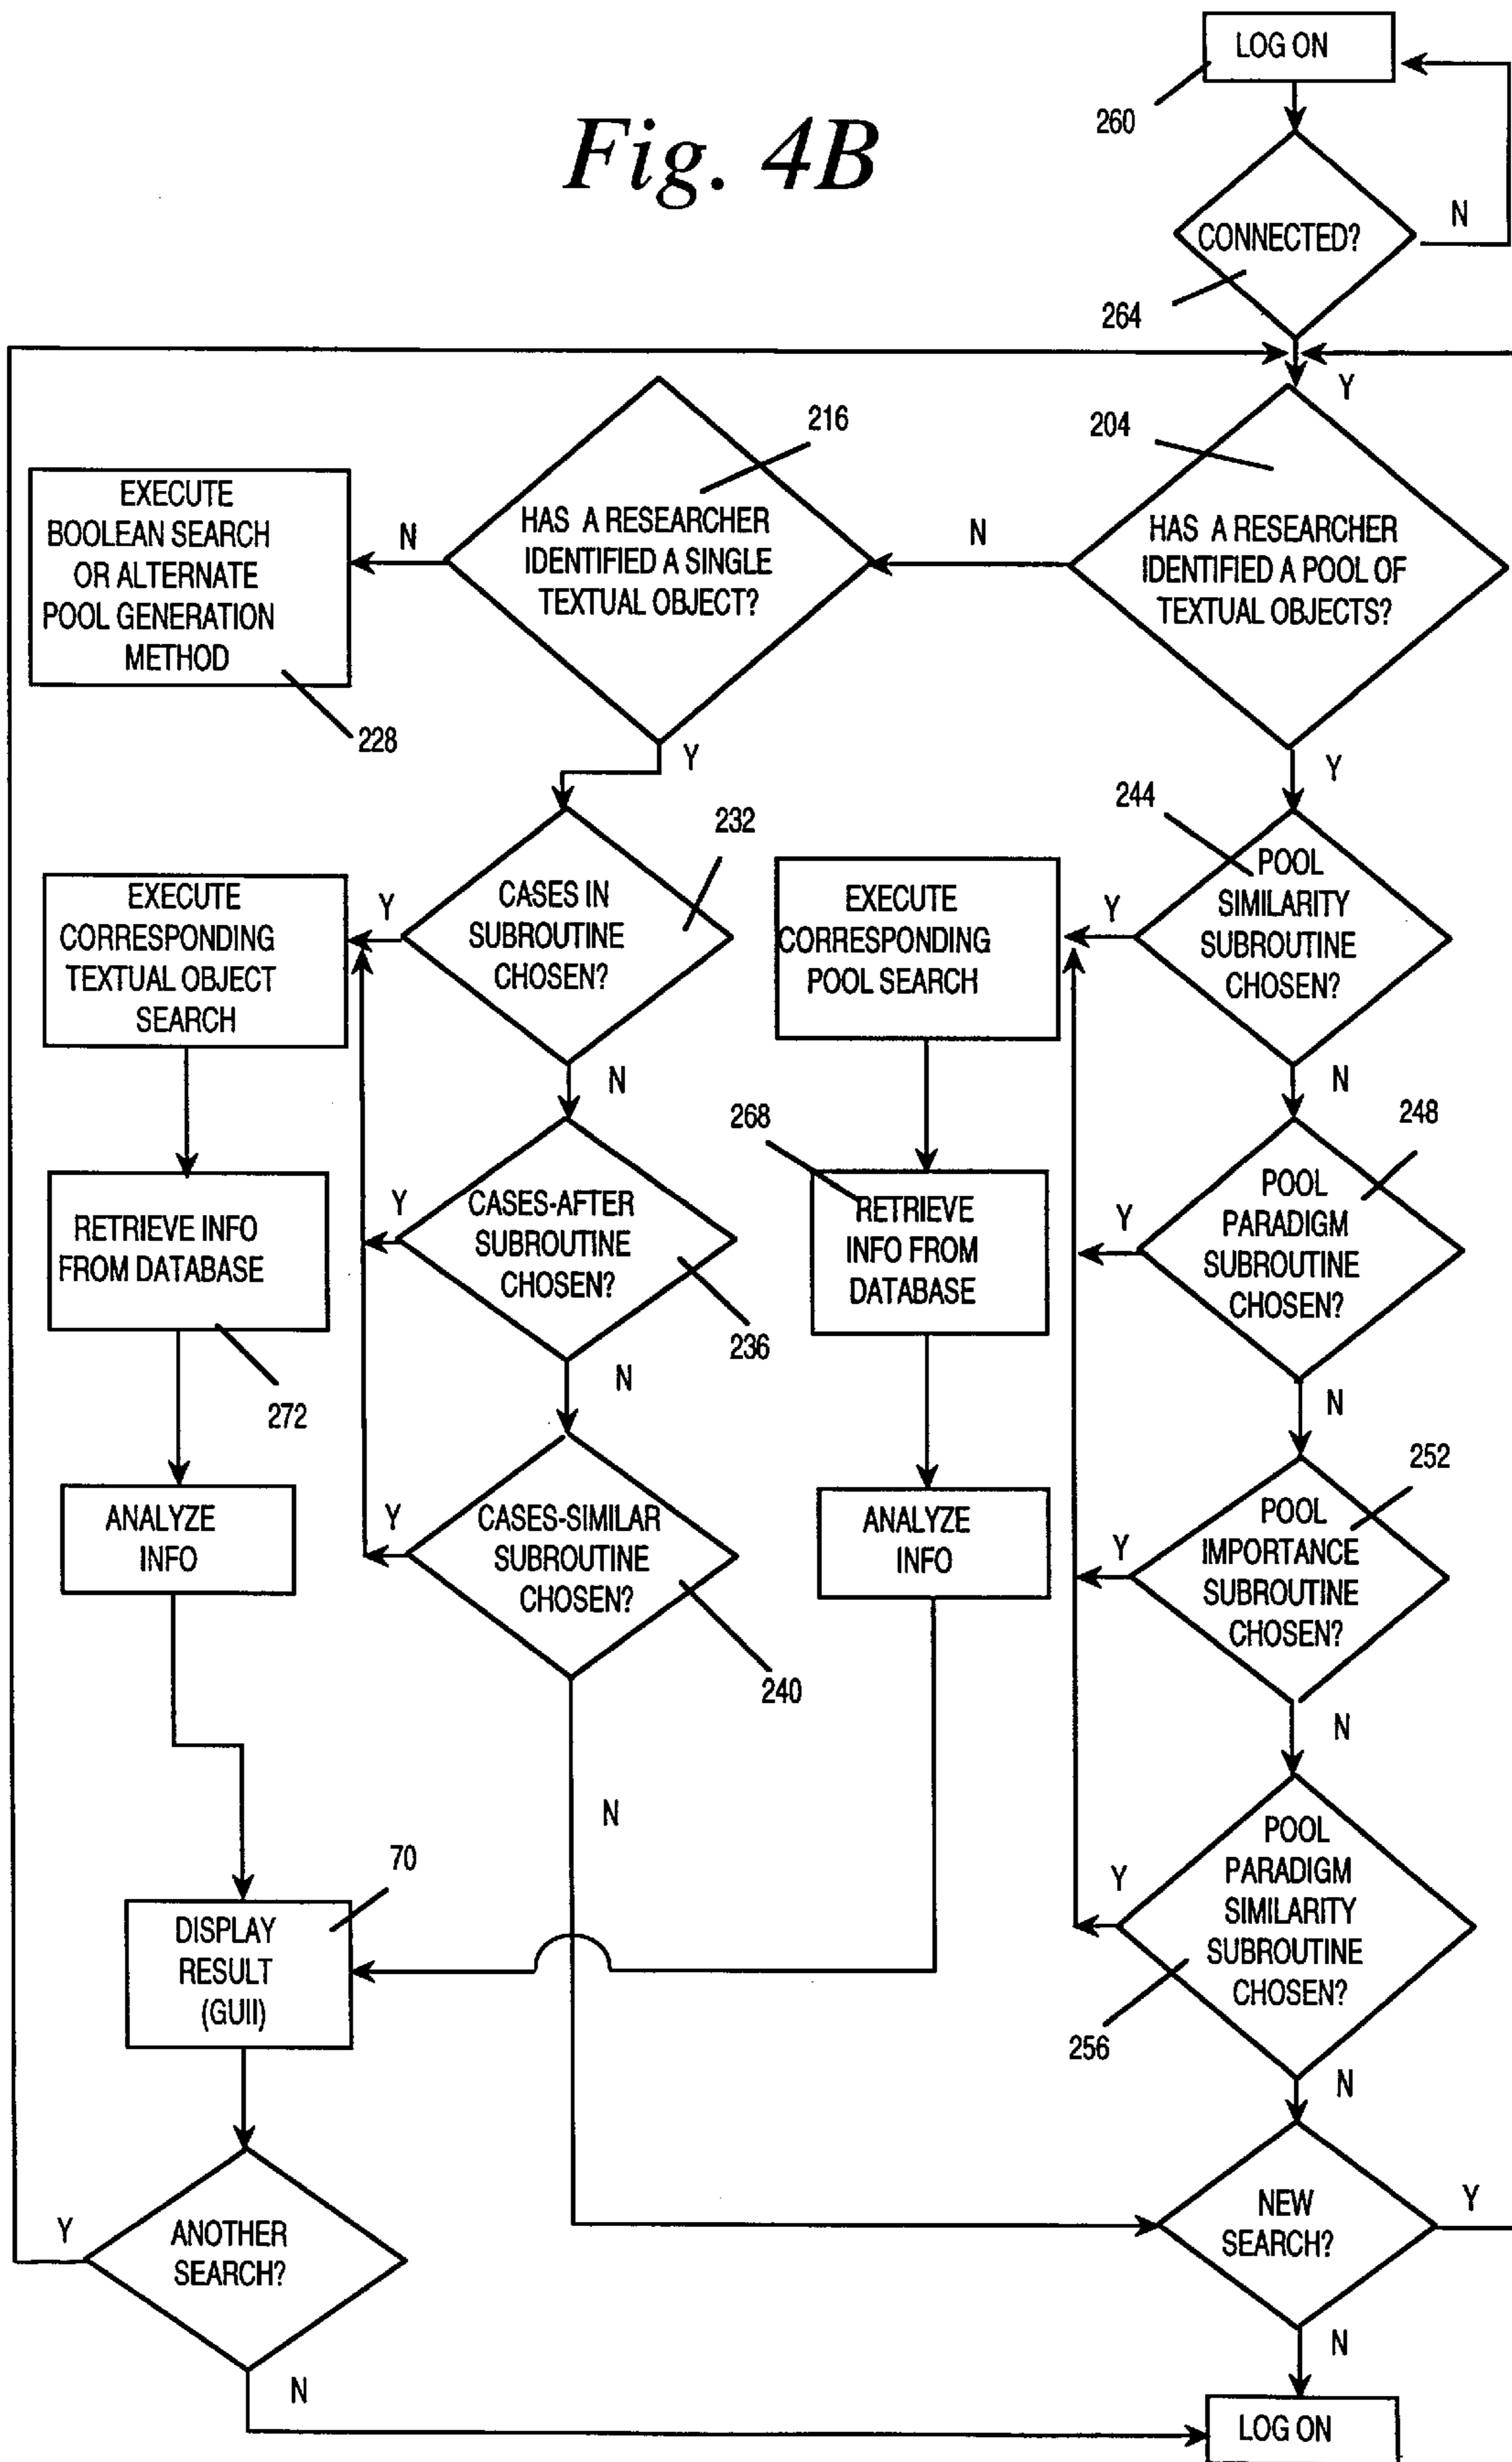 LOG ON
260
Fig. 4B
CONNECTED?
N
264
Y
216
204
EXECUTE
BOOLEAN SEARCH
OR ALTERNATE
POOL GENERATION
METHOD
N
HAS A RESEARCHER
IDENTIFIED A SINGLE
TEXTUAL OBJECT?
N
HAS A RESEARCHER
IDENTIFIED A POOL OF
TEXTUAL OBJECTS?
228
Y
Y
232
244
EXECUTE
CORRESPONDING
TEXTUAL OBJECT
SEARCH
Y
CASES IN
SUBROUTINE
CHOSEN?
EXECUTE
CORRESPONDING
POOL SEARCH
Y
POOL
SIMILARITY
SUBROUTINE
CHOSEN?
N
N
268
248
RETRIEVE INFO
FROM DATABASE
Y
CASES-AFTER
SUBROUTINE
CHOSEN?
RETRIEVE
INFO FROM
DATABASE
Y
POOL
PARADIGM
SUBROUTINE
CHOSEN?
236
272
N
N
252
ANALYZE
INFO
Y
CASES-SIMILAR
SUBROUTINE
CHOSEN?
ANALYZE
INFO
Y
POOL
IMPORTANCE
SUBROUTINE
CHOSEN?
240
N
N
70
DISPLAY
RESULT
(GUII)
Y
POOL
PARADIGM
SIMILARITY
SUBROUTINE
CHOSEN?
256
N
Y
ANOTHER
SEARCH?
NEW
SEARCH?
Y
N
N
LOG ON